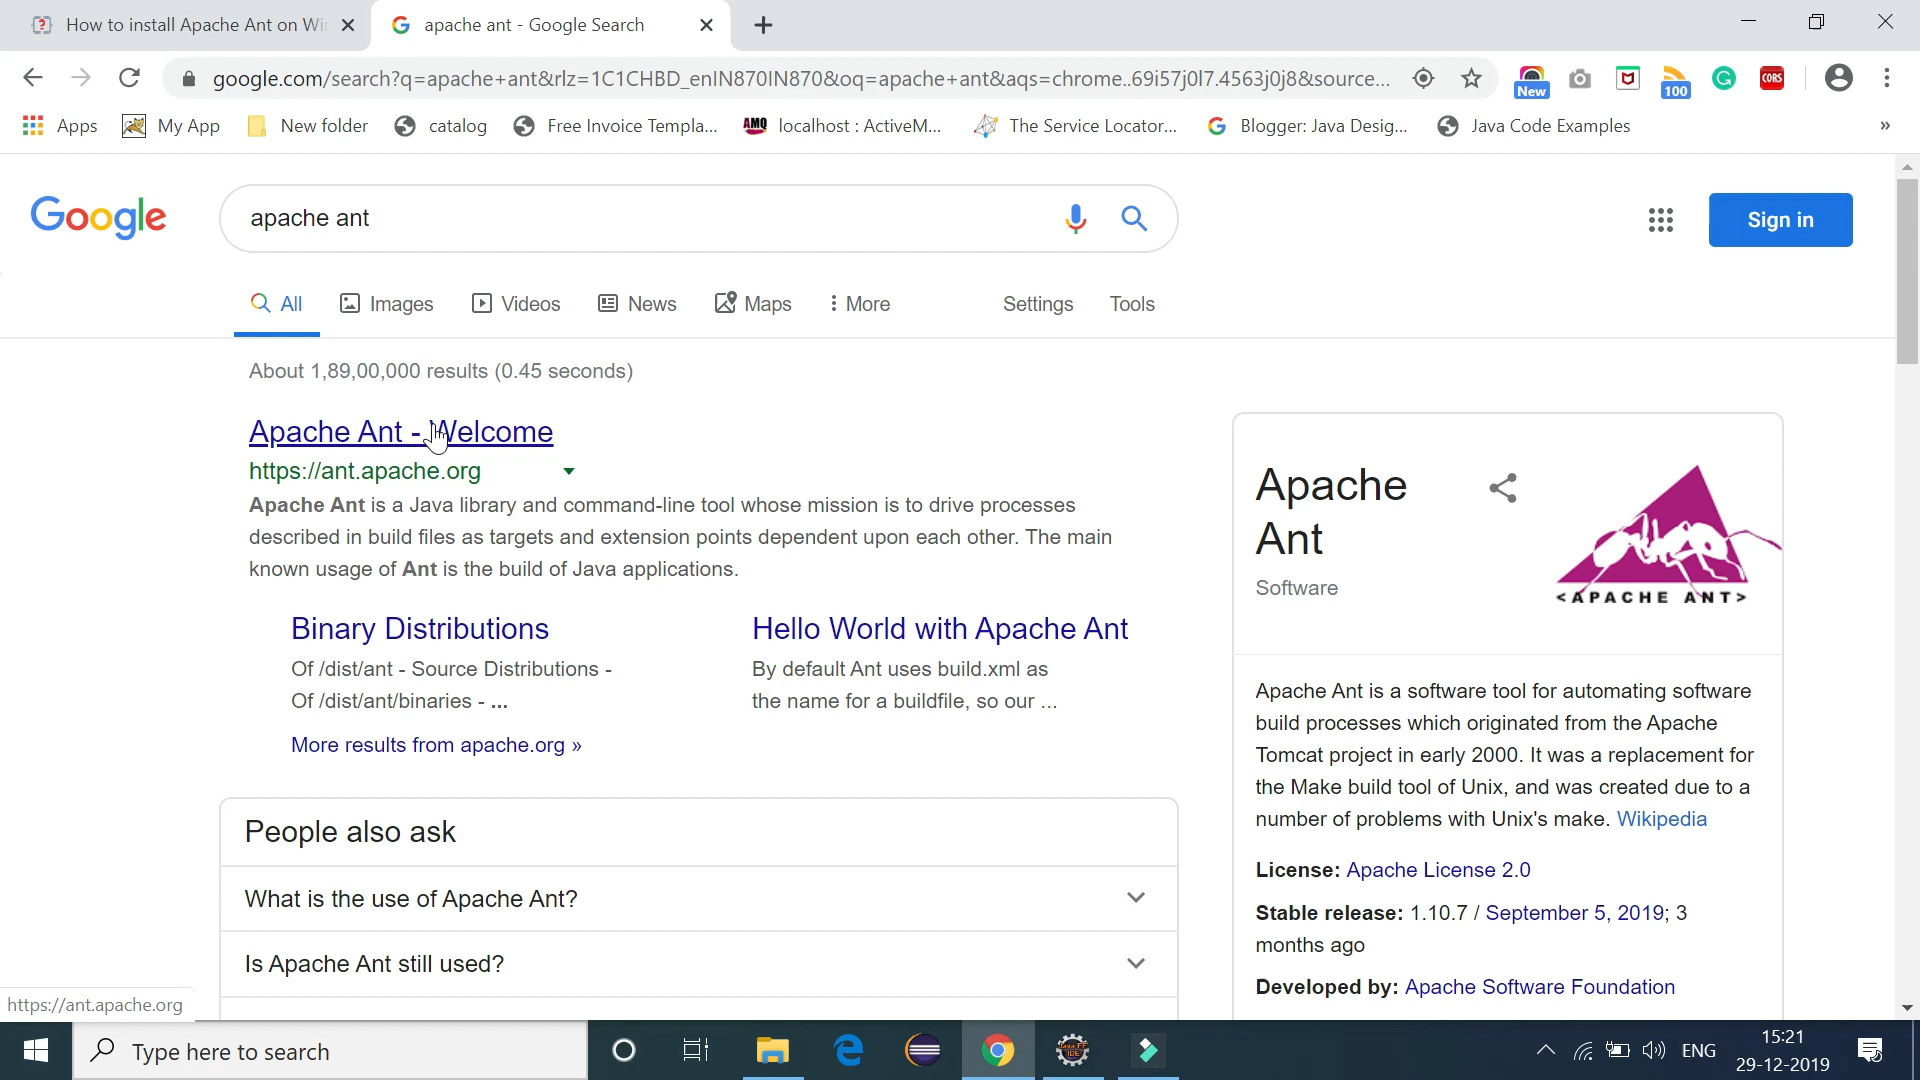 How to install Apache Ant on Wi
apache ant - Google Search
google.com/search?q=apache+ant&rlz=1C1CHBD_enIN870IN870&oq=apache+ant&aqs=chrome..69i57j0l7.4563j0j8&source...
New
100
CORS
Apps
My App
New folder
catalog
Free Invoice Templa...
AMQ
localhost : ActiveM...
The Service Locator...
Blogger: Java Desig...
Java Code Examples
»
Google
apache ant
Sign in
All
Images
Videos
News
Maps
More
Settings
Tools
About 1,89,00,000 results (0.45 seconds)
Apache Ant - Welcome
https://ant.apache.org
Apache Ant is a Java library and command-line tool whose mission is to drive processes
described in build files as targets and extension points dependent upon each other. The main
known usage of Ant is the build of Java applications.
Binary Distributions
Of /dist/ant - Source Distributions -
Of /dist/ant/binaries - ...
Hello World with Apache Ant
By default Ant uses build.xml as
the name for a buildfile, so our ...
More results from apache.org »
People also ask
What is the use of Apache Ant?
Is Apache Ant still used?
Apache
Ant
Software
<APACHE ANT>
Apache Ant is a software tool for automating software
build processes which originated from the Apache
Tomcat project in early 2000. It was a replacement for
the Make build tool of Unix, and was created due to a
number of problems with Unix's make. Wikipedia
License: Apache License 2.0
Stable release: 1.10.7 / September 5, 2019; 3
months ago
Developed by: Apache Software Foundation
https://ant.apache.org
Type here to search
Java EE
IDE
ENG
15:21
29-12-2019